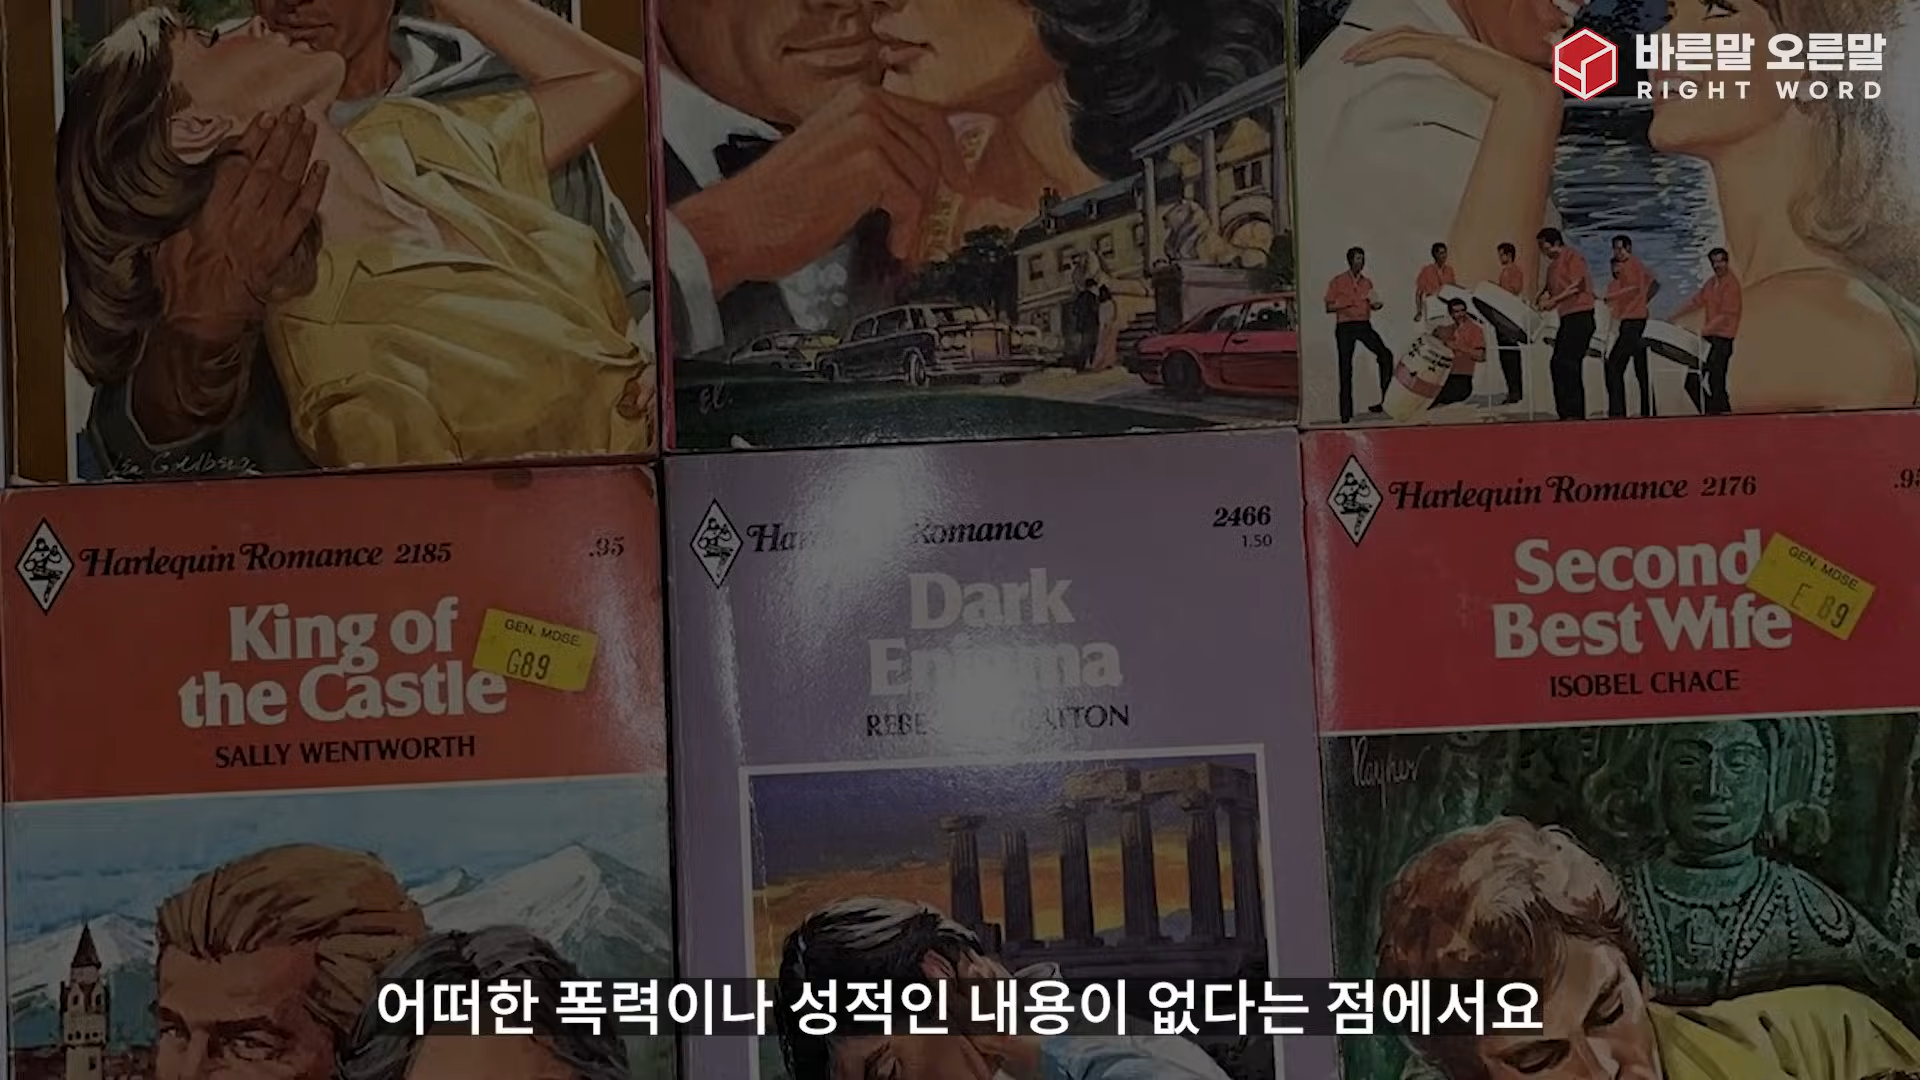 바른말 오른말
RIGHT WORD
Harlequin Romance 2185
.95
King of
the Castle
GEN. MDSE.
G89
SALLY WENTWORTH
Romance
2466
1.50
Dark
Harlequin Romance 2176
Second
Best Wife
GEN. MDSE.
E 89
ISOBEL CHACE
어떠한 폭력이나 성적인 내용이 없다는 점에서요